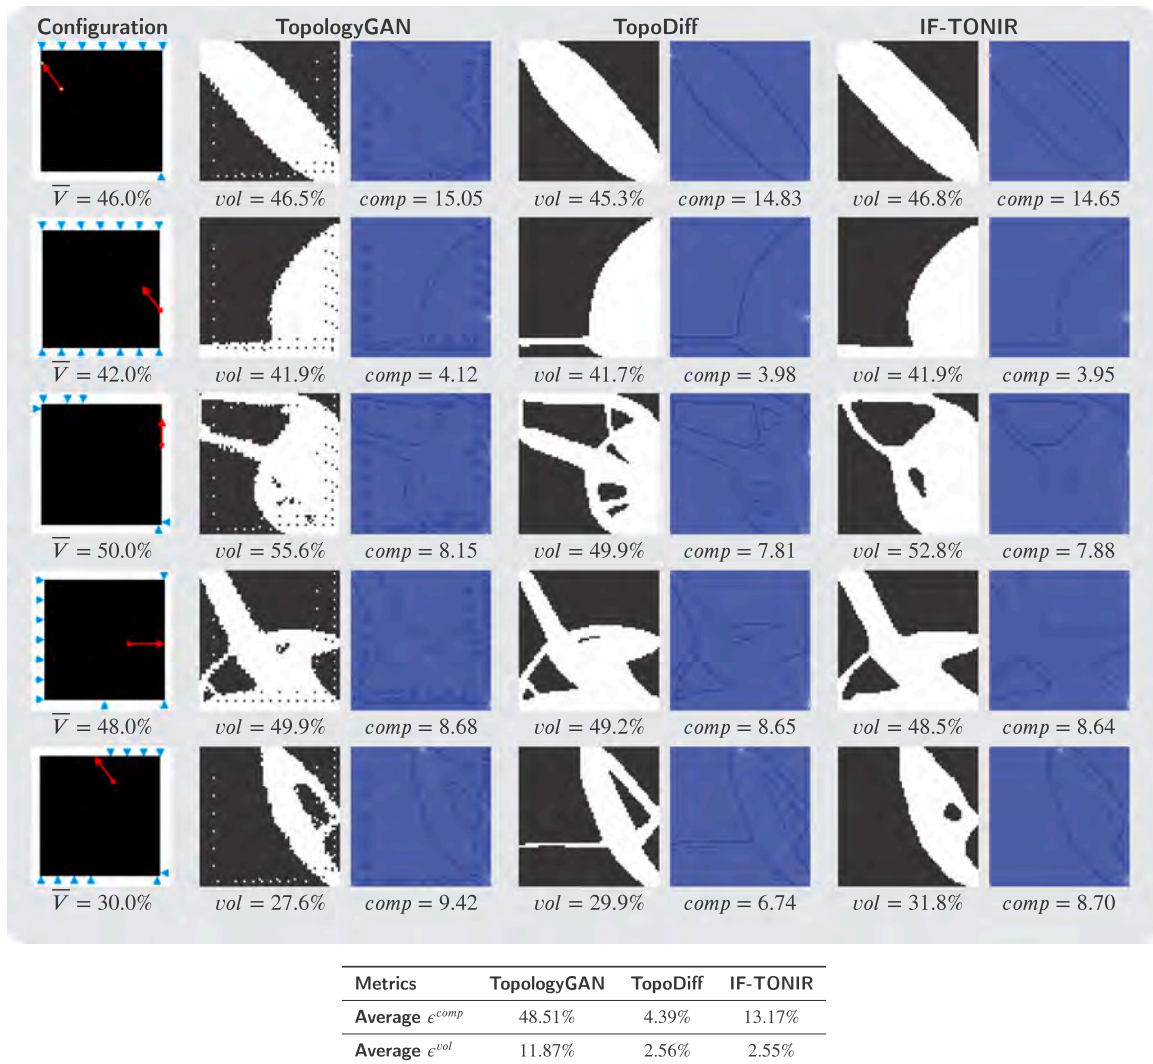 Configuration TopologyGAN TopoDiff IF-TONIR
V̅ = 46.0% vol = 46.5% comp = 15.05 vol = 45.3% comp = 14.83 vol = 46.8% comp = 14.65
V̅ = 42.0% vol = 41.9% comp = 4.12 vol = 41.7% comp = 3.98 vol = 41.9% comp = 3.95
V̅ = 50.0% vol = 55.6% comp = 8.15 vol = 49.9% comp = 7.81 vol = 52.8% comp = 7.88
V̅ = 48.0% vol = 49.9% comp = 8.68 vol = 49.2% comp = 8.65 vol = 48.5% comp = 8.64
V̅ = 30.0% vol = 27.6% comp = 9.42 vol = 29.9% comp = 6.74 vol = 31.8% comp = 8.70
Metrics TopologyGAN TopoDiff IF-TONIR
Average ϵ^comp 48.51% 4.39% 13.17%
Average ϵ^vol 11.87% 2.56% 2.55%